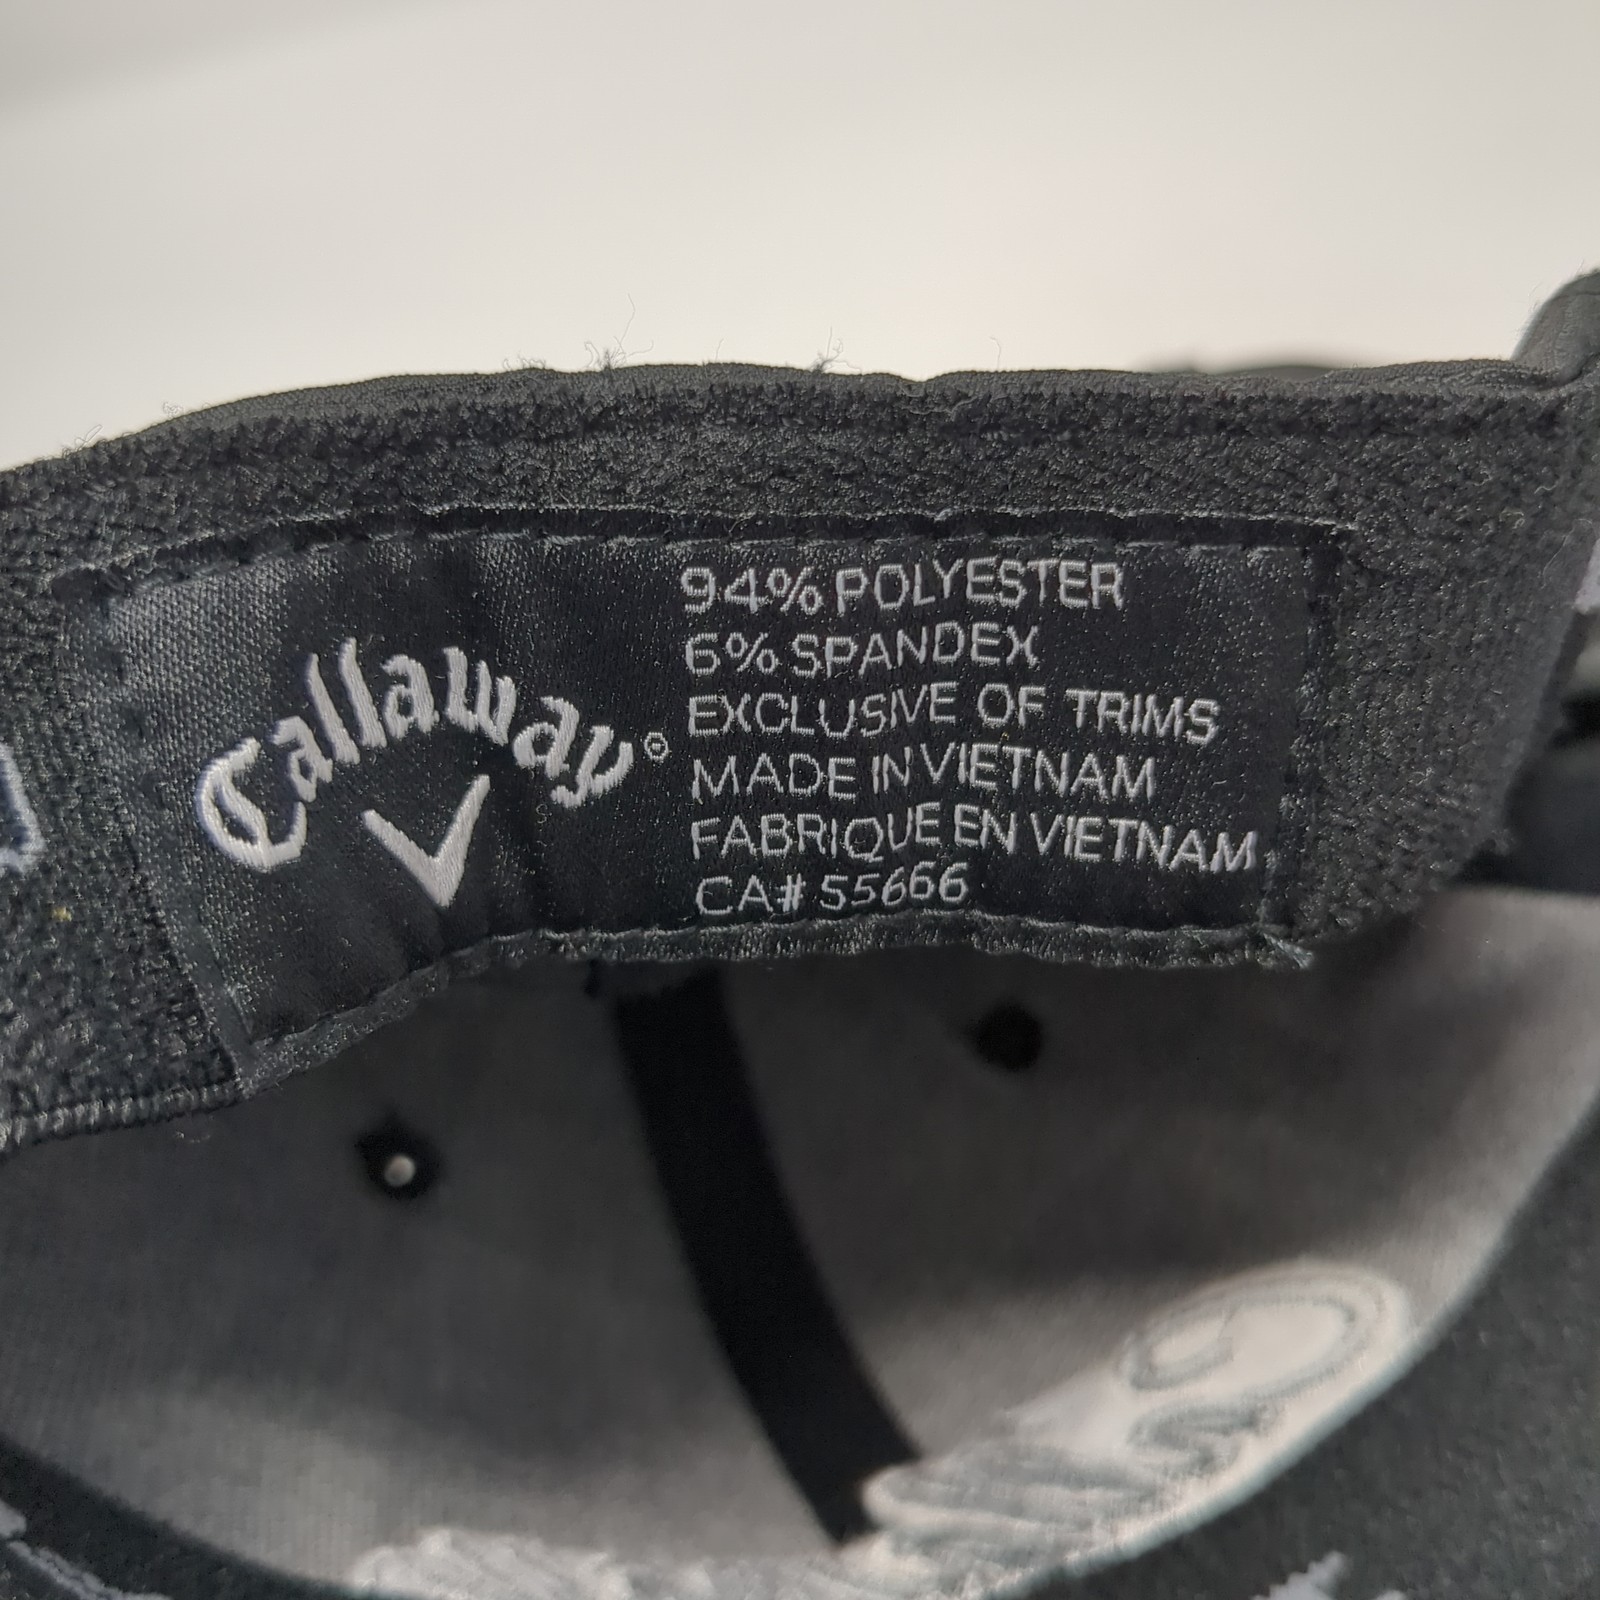 Callaway®
94% POLYESTER
6% SPANDEX
EXCLUSIVE OF TRIMS
MADE IN VIETNAM
FABRIQUE EN VIETNAM
CA# 55666